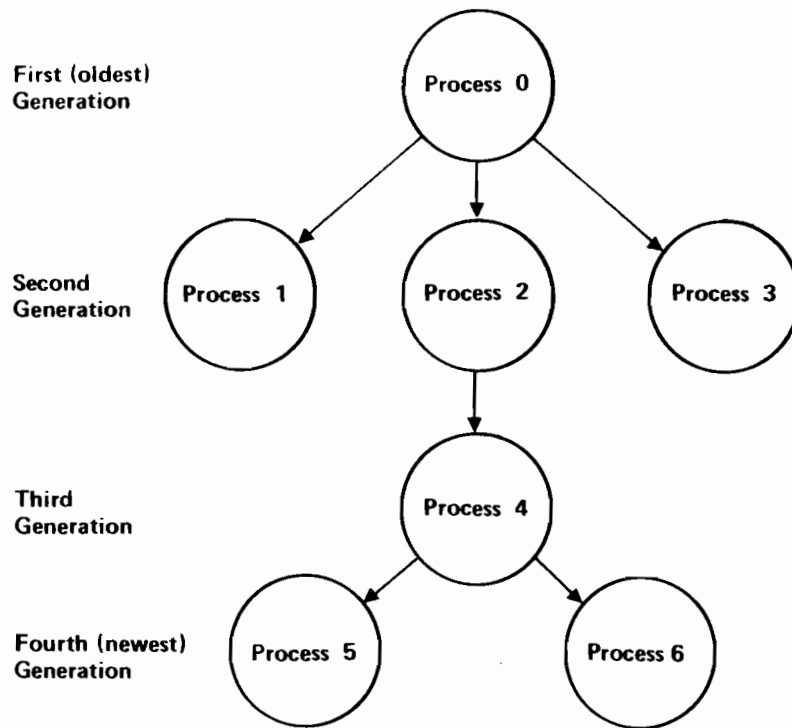 First (oldest)
Generation
Process 0
Second
Generation
Process 1
Process 2
Process 3
Third
Generation
Process 4
Fourth (newest)
Generation
Process 5
Process 6